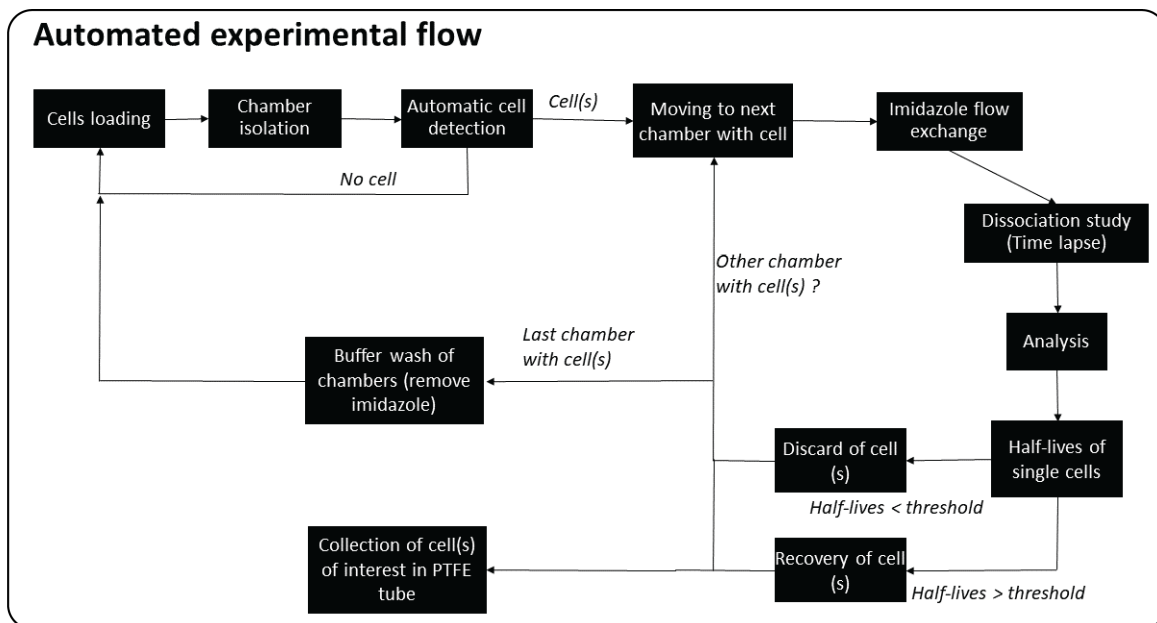 Automated experimental flow
Cells loading
Chamber
isolation
Automatic cell
detection
Cell(s)
Moving to next
chamber with cell
Imidazole flow
exchange
No cell
Dissociation study
(Time lapse)
Other chamber
with cell(s) ?
Analysis
Last chamber
with cell(s)
Buffer wash of
chambers (remove
imidazole)
Discard of cell
(s)
Half-lives of
single cells
Half-lives < threshold
Collection of cell(s)
of interest in PTFE
tube
Recovery of cell
(s)
Half-lives > threshold